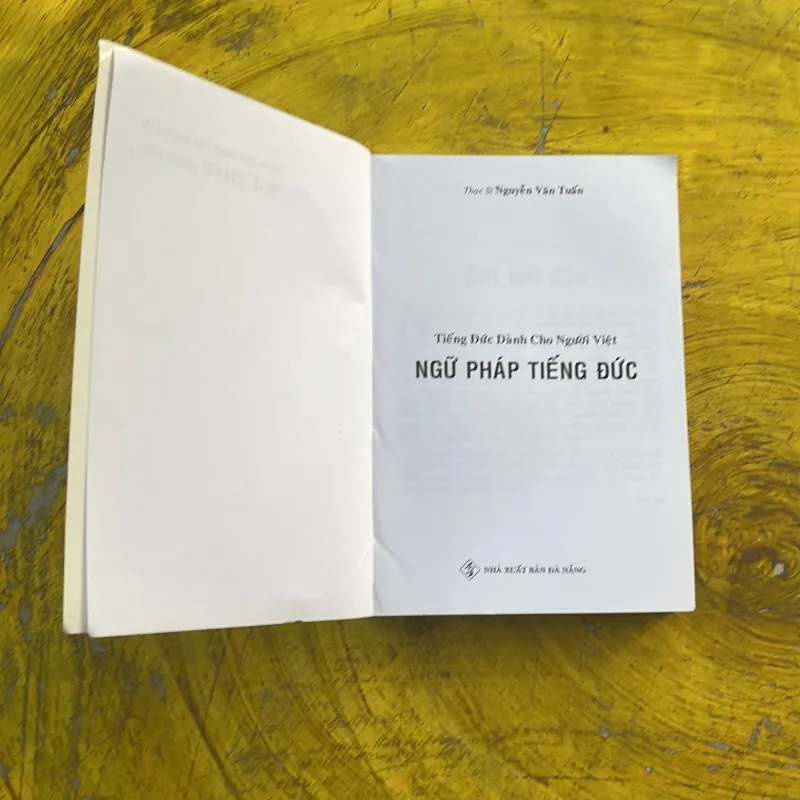 Thạc Sĩ Nguyễn Văn Tuấn
Tiếng Đức Dành Cho Người Việt
NGỮ PHÁP TIẾNG ĐỨC
NHÀ XUẤT BẢN ĐÀ NẴNG